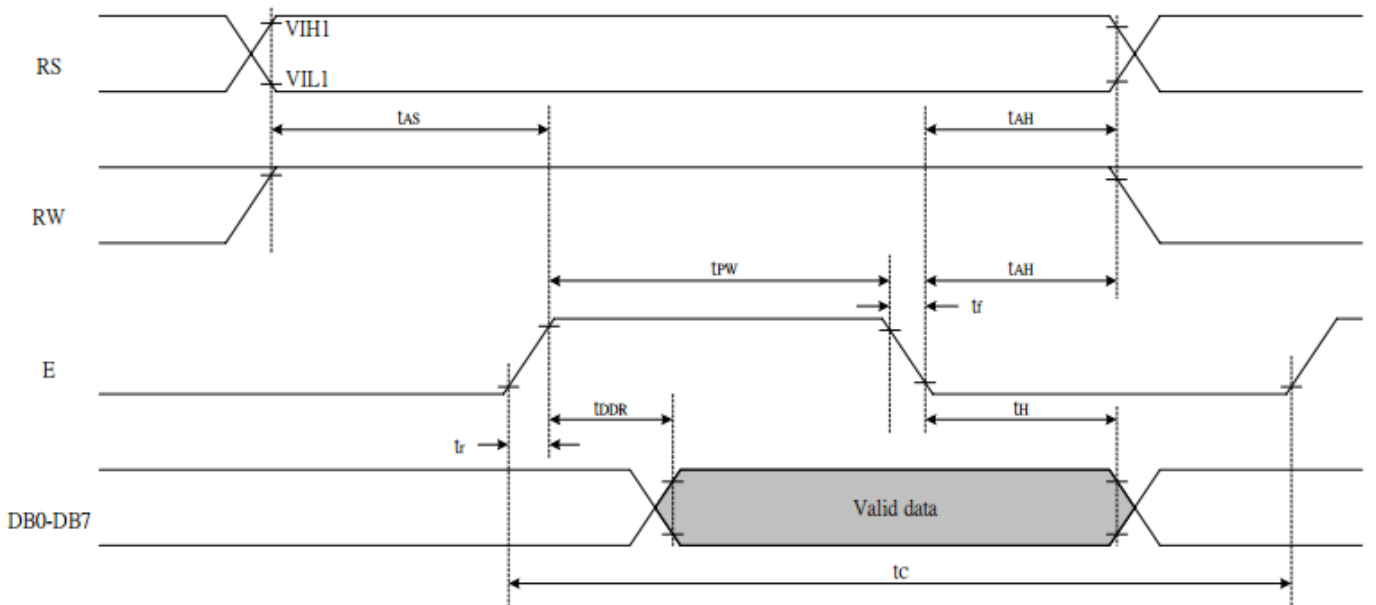 VIH1
RS
VIL1
tAS
tAH
RW
tPW
tAH
tf
E
tDDR
tH
tr
Valid data
DB0-DB7
tC